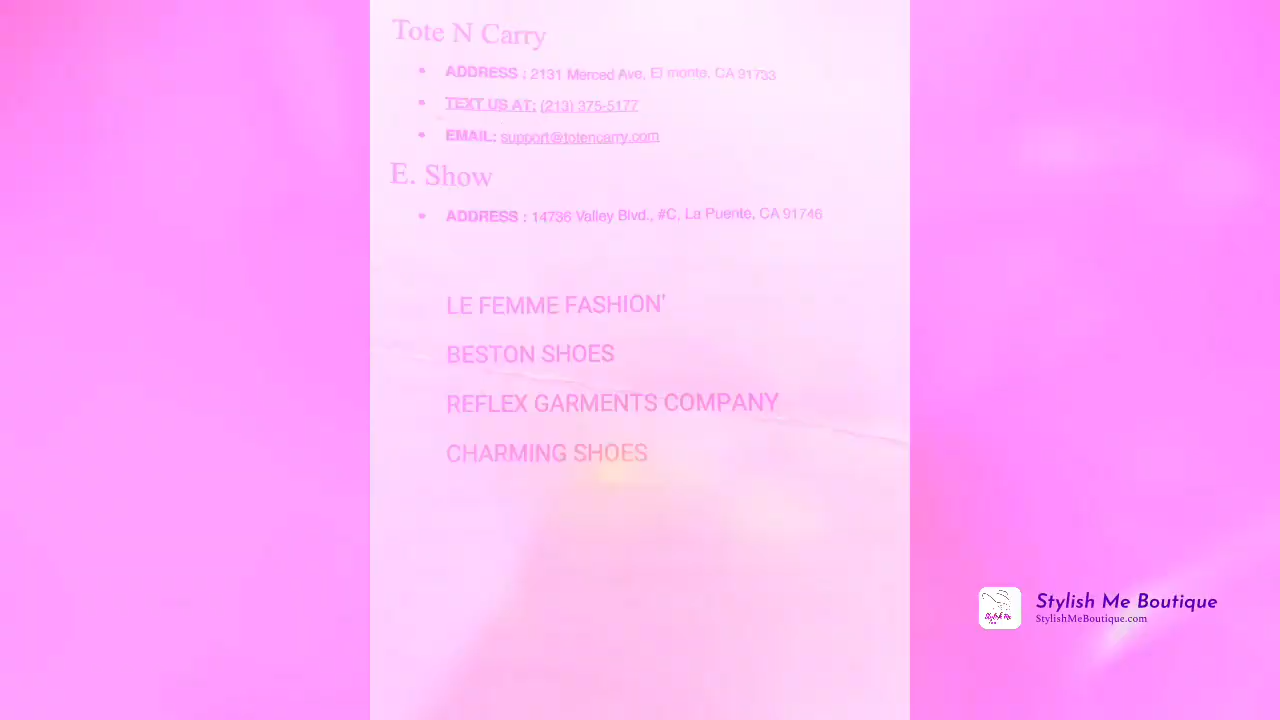 Tote N Carry
• ADDRESS : 2131 Merced Ave, El monte, CA 91733
• TEXT US AT: (213) 375-5177
• EMAIL: support@totencarry.com
E. Show
• ADDRESS : 14736 Valley Blvd., #C, La Puente, CA 91746
LE FEMME FASHION'
BESTON SHOES
REFLEX GARMENTS COMPANY
CHARMING SHOES
Stylish Me
Stylish Me Boutique
StylishMeBoutique.com